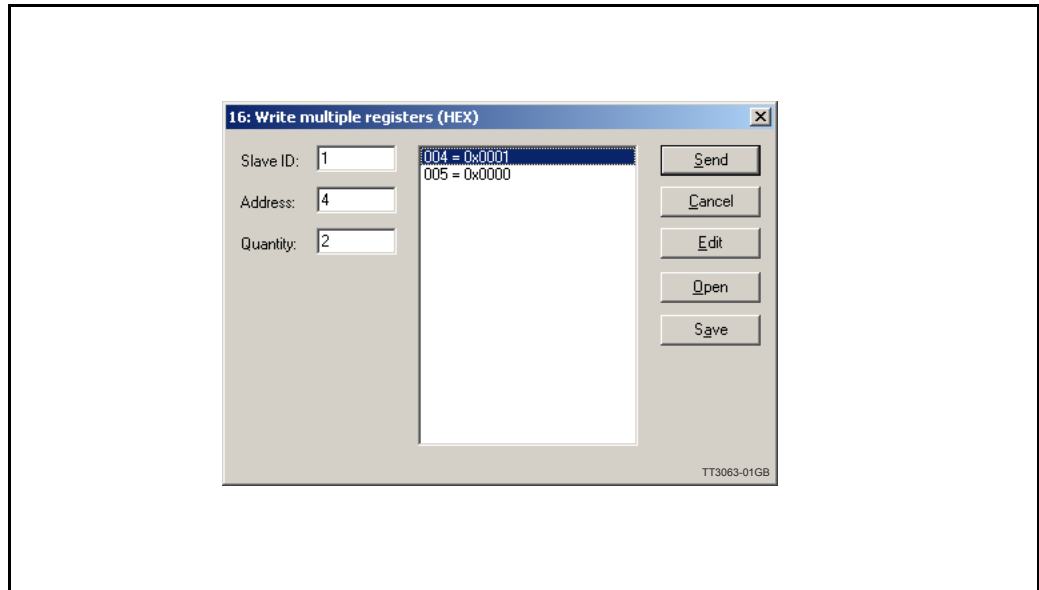 16: Write multiple registers (HEX)
Slave ID: 1
Address: 4
Quantity: 2
004 = 0x0001
005 = 0x0000
Send
Cancel
Edit
Open
Save
TT3063-01GB